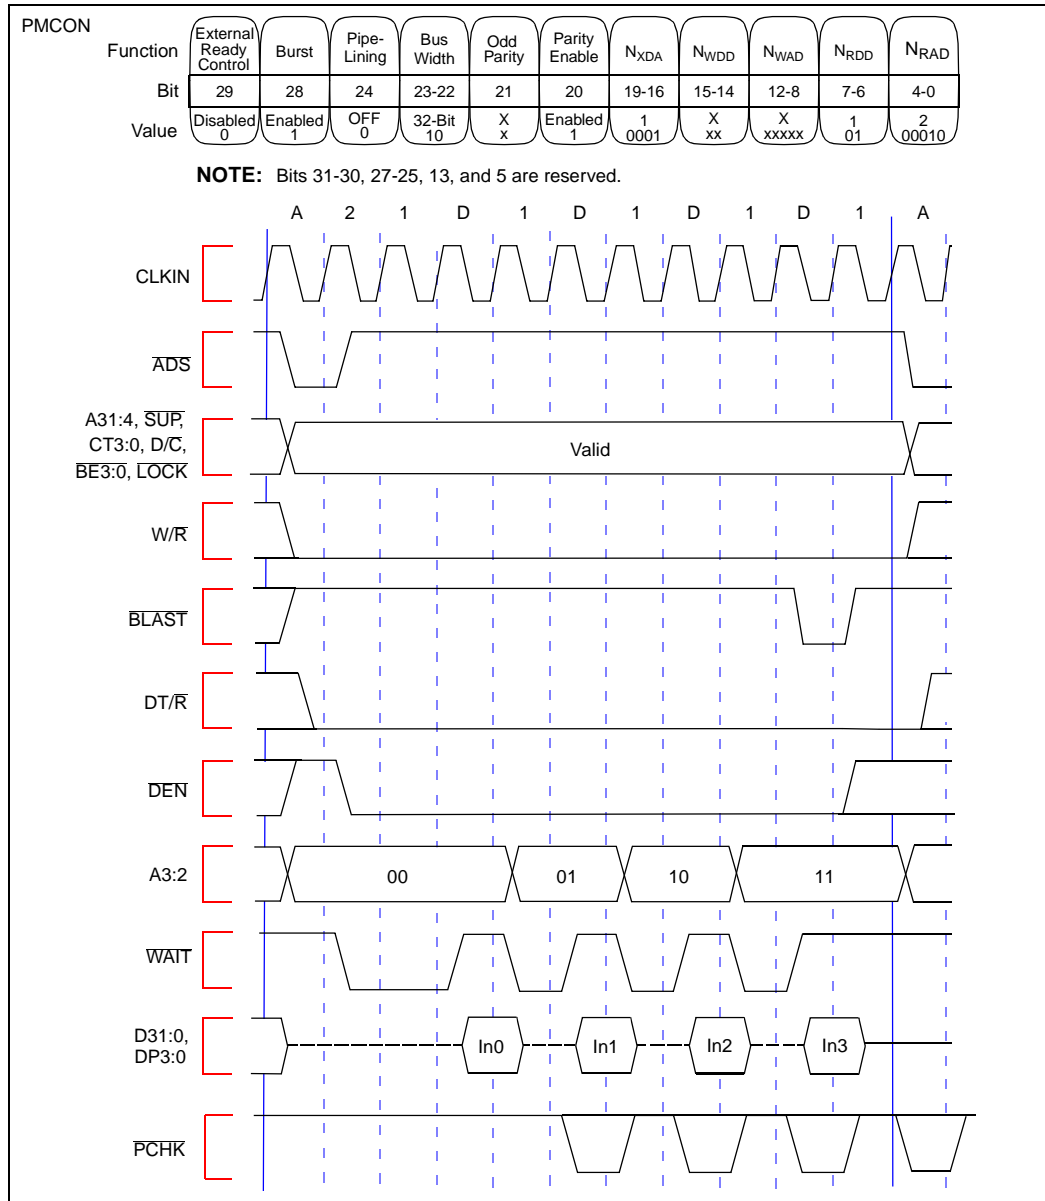 PMCON
Function External Ready Control Burst Pipe-Lining Bus Width Odd Parity Parity Enable NXDA NWDD NWAD NRDD NRAD
Bit 29 28 24 23-22 21 20 19-16 15-14 12-8 7-6 4-0
Value Disabled 0 Enabled 1 OFF 0 32-Bit 10 X x Enabled 1 1 0001 X xx X xxxxx 1 01 2 00010
NOTE: Bits 31-30, 27-25, 13, and 5 are reserved.
A 2 1 D 1 D 1 D 1 D 1 A
CLKIN
ADS
A31:4, SUP,
CT3:0, D/C,
BE3:0, LOCK
Valid
W/R
BLAST
DT/R
DEN
A3:2 00 01 10 11
WAIT
D31:0,
DP3:0
In0 In1 In2 In3
PCHK